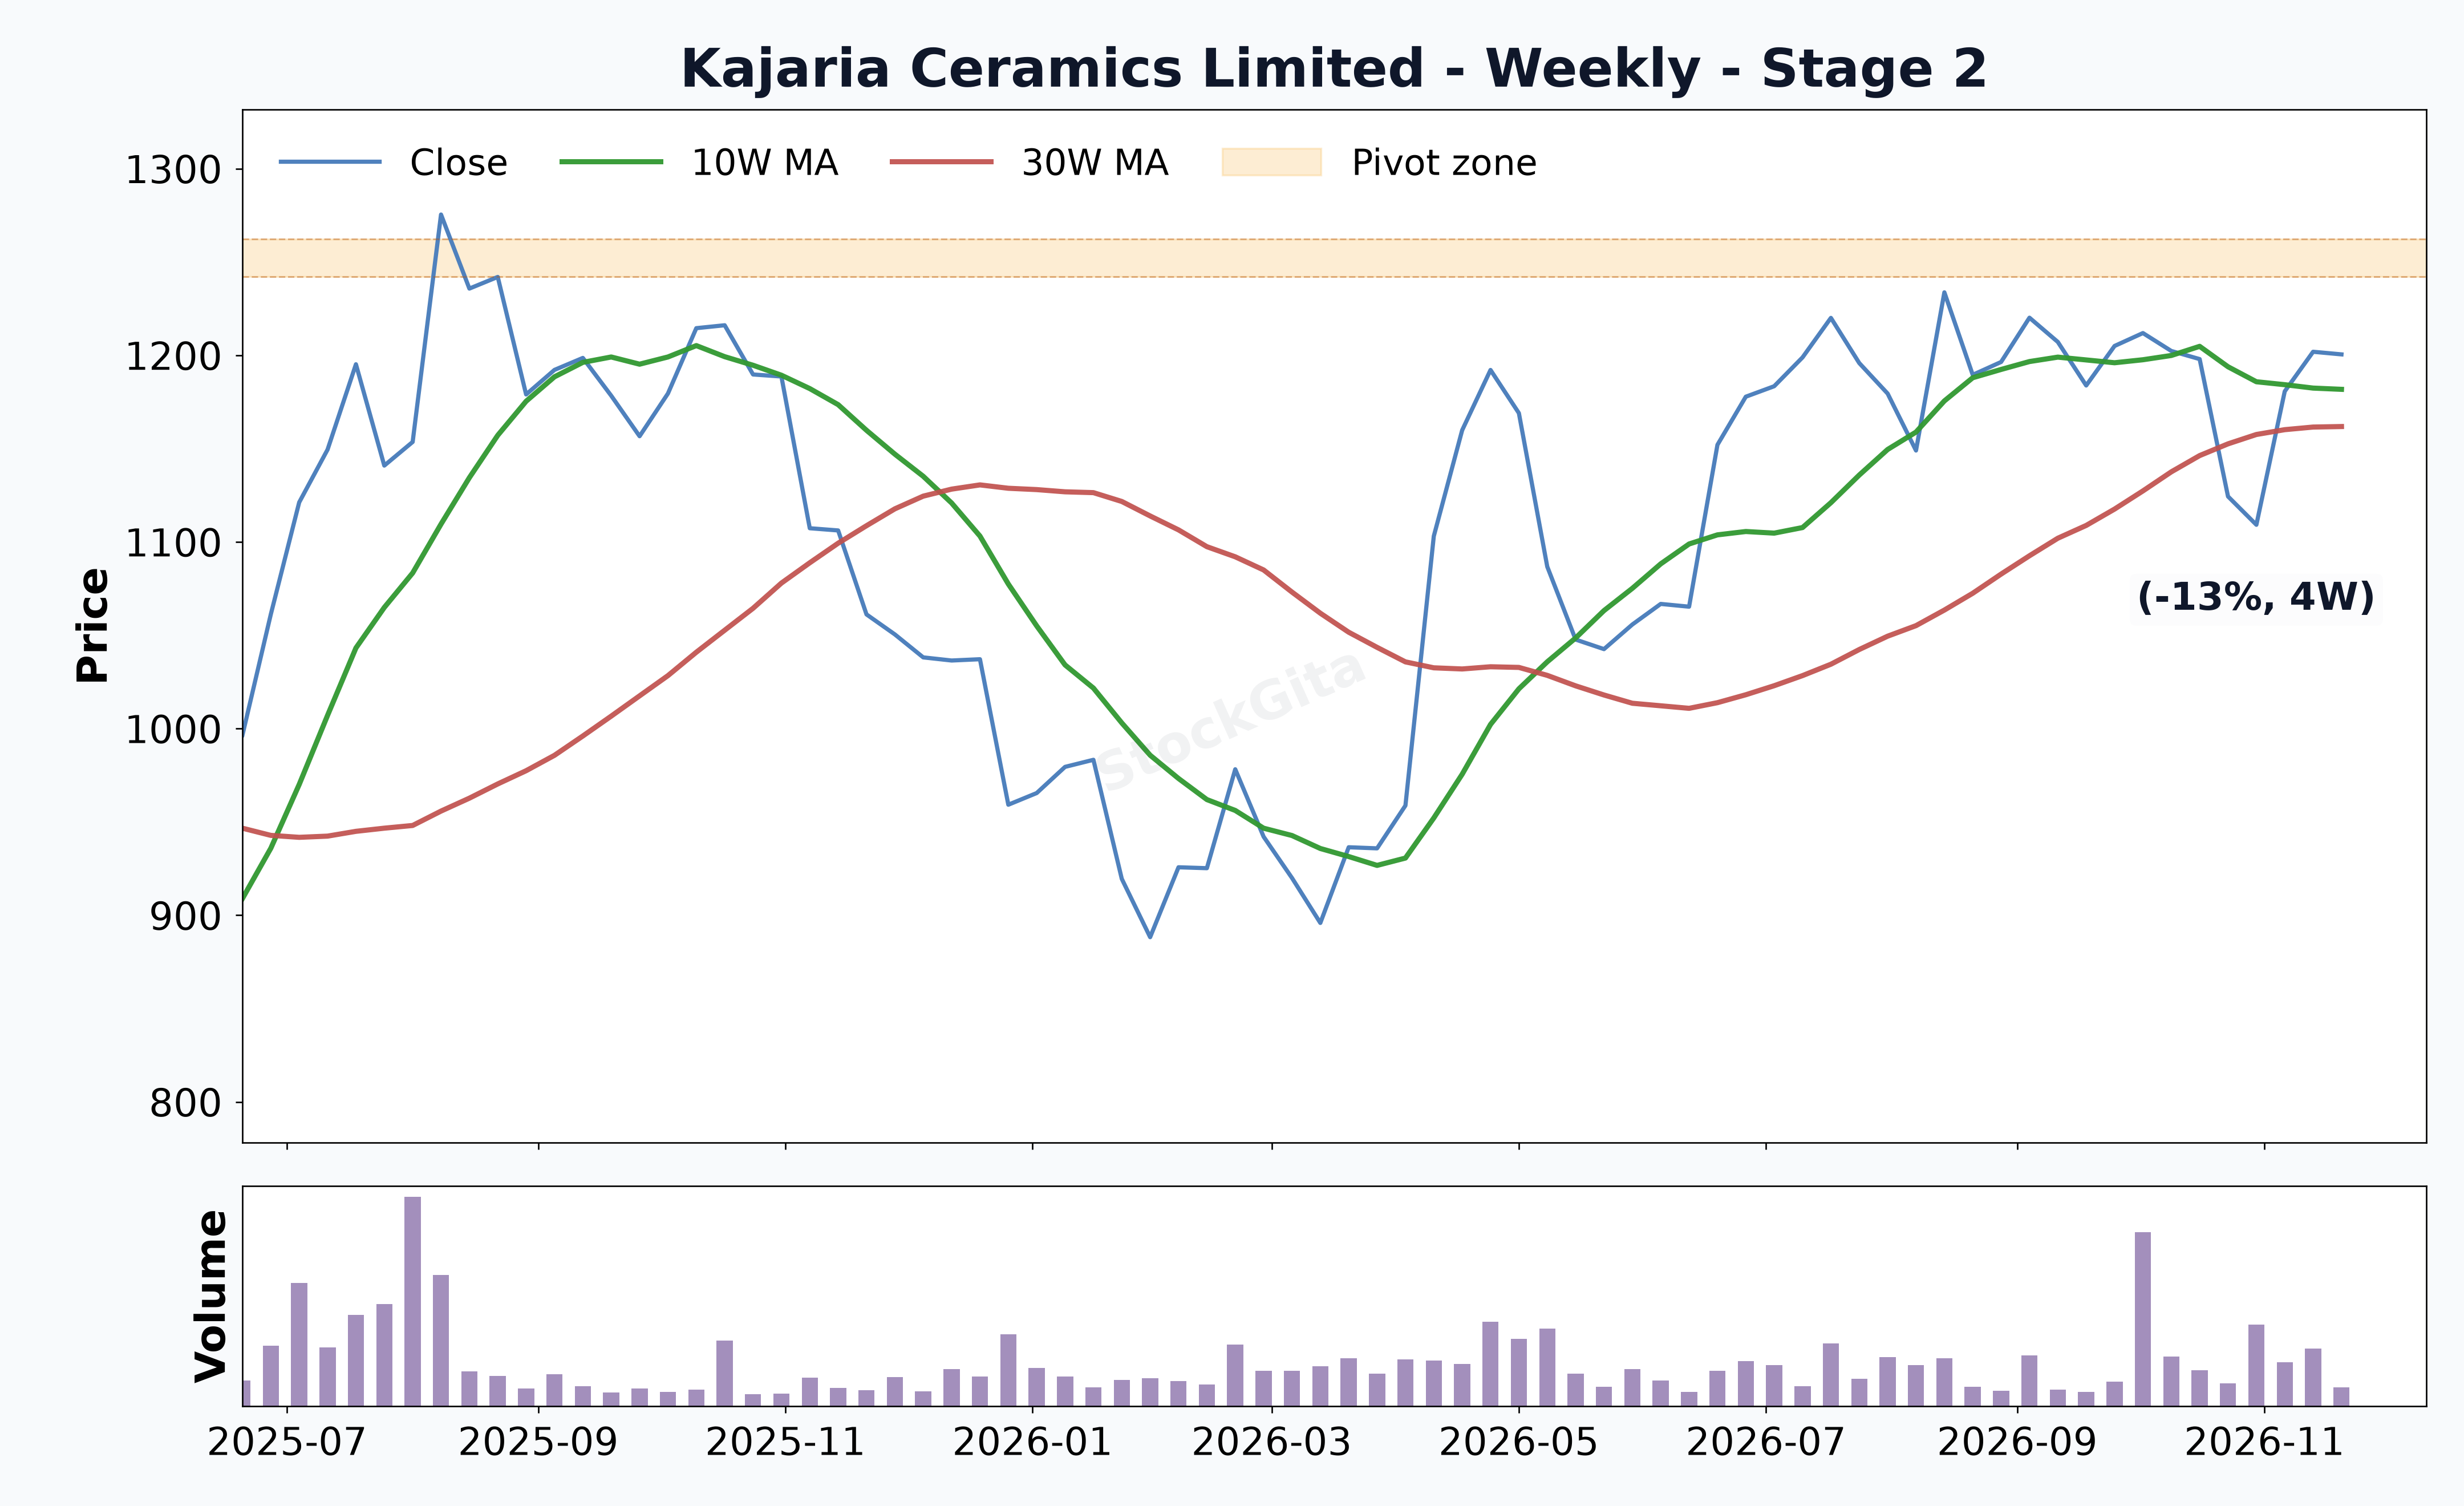 Kajaria Ceramics Limited - Weekly - Stage 2
Close 10W MA 30W MA Pivot zone
1300
1200
1100
1000
900
800
Price
(-13%, 4W)
StockGita
Volume
2025-07 2025-09 2025-11 2026-01 2026-03 2026-05 2026-07 2026-09 2026-11